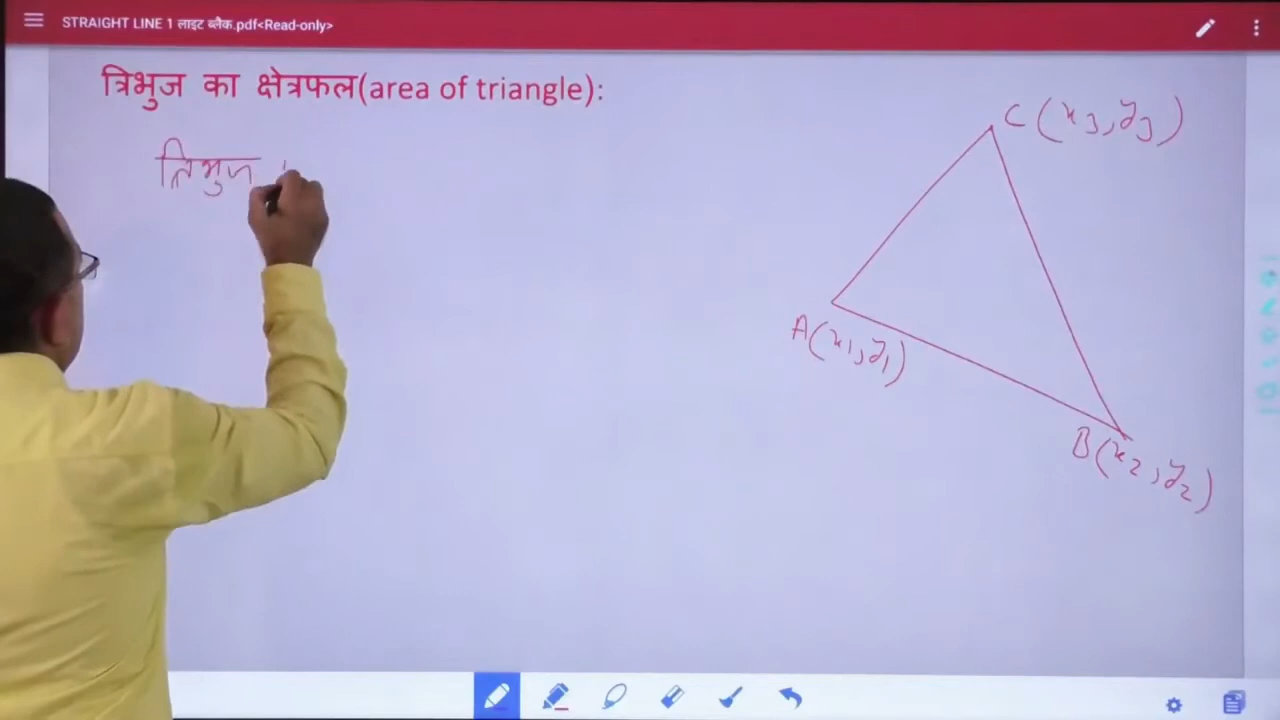 STRAIGHT LINE 1 लाइट ब्लैक.pdf<Read-only>
त्रिभुज का क्षेत्रफल(area of triangle):
C(x3,y3)
त्रिभुज
A(x1,y1)
B(x2,y2)